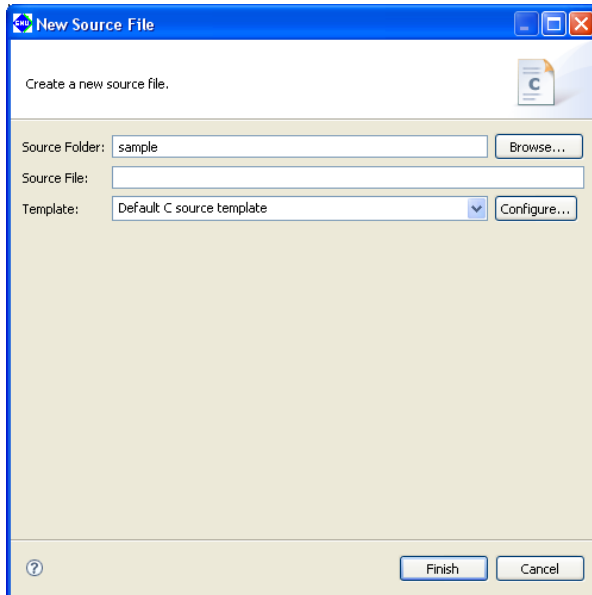 GNU New Source File
Create a new source file.
C
Source Folder: sample Browse...
Source File:
Template: Default C source template Configure...
? Finish Cancel